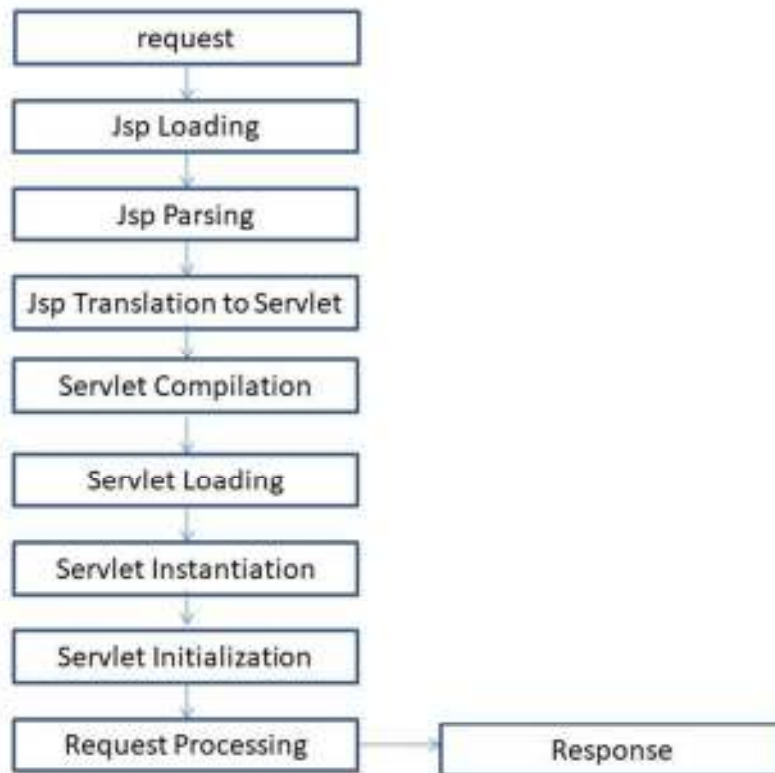 request
Jsp Loading
Jsp Parsing
Jsp Translation to Servlet
Servlet Compilation
Servlet Loading
Servlet Instantiation
Servlet Initialization
Request Processing
Response